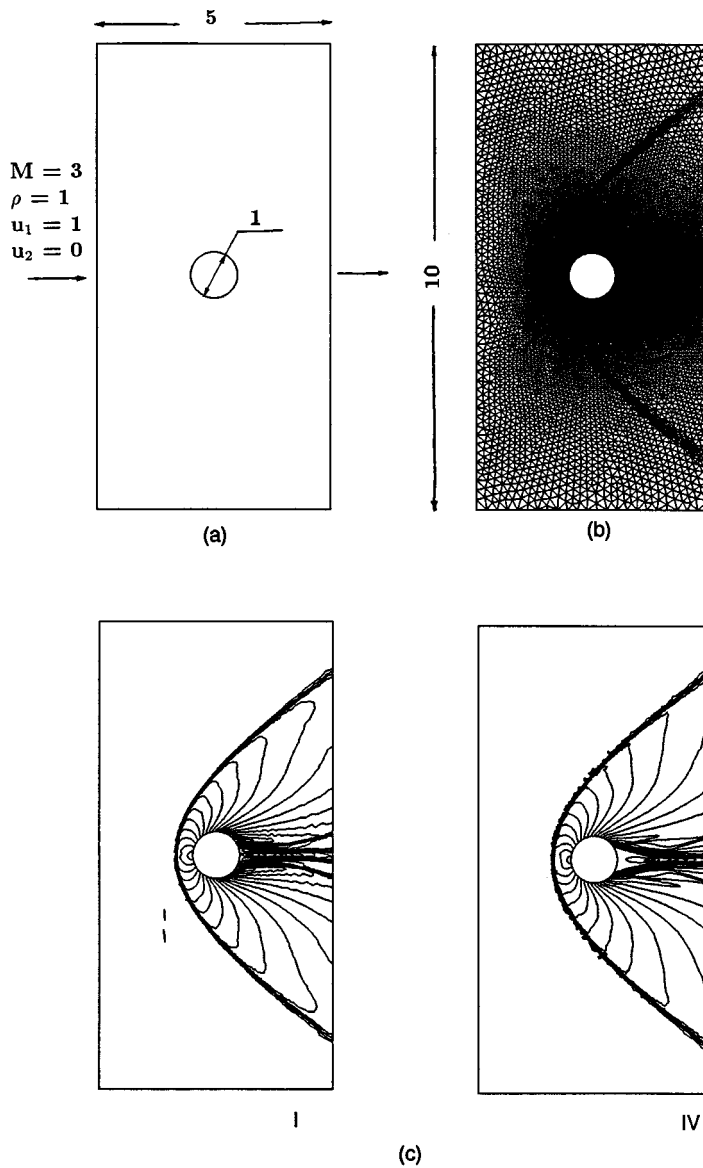 5
M = 3
ρ = 1
u₁ = 1
u₂ = 0
1
10
(a)
(b)
I
IV
(c)